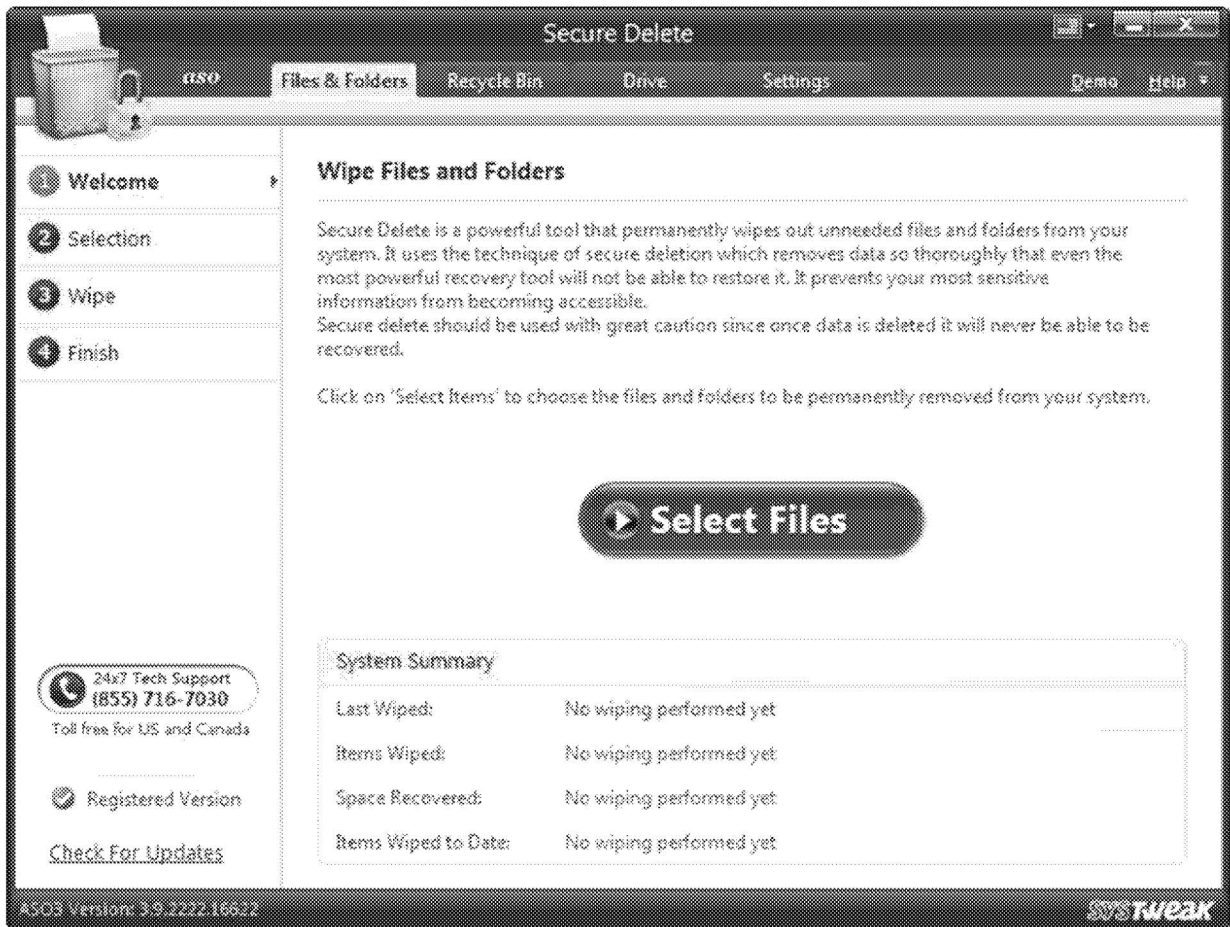 Secure Delete
aso
Files & Folders
Recycle Bin
Drive
Settings
Demo
Help
1 Welcome
2 Selection
3 Wipe
4 Finish
Wipe Files and Folders
Secure Delete is a powerful tool that permanently wipes out unneeded files and folders from your
system. It uses the technique of secure deletion which removes data so thoroughly that even the
most powerful recovery tool will not be able to restore it. It prevents your most sensitive
information from becoming accessible.
Secure delete should be used with great caution since once data is deleted it will never be able to be
recovered.
Click on 'Select Items' to choose the files and folders to be permanently removed from your system.
Select Files
System Summary
Last Wiped: No wiping performed yet
Items Wiped: No wiping performed yet
Space Recovered: No wiping performed yet
Items Wiped to Date: No wiping performed yet
24x7 Tech Support
(855) 716-7030
Toll free for US and Canada
Registered Version
Check For Updates
ASO3 Version: 3.9.2222.16622
SYSTweak